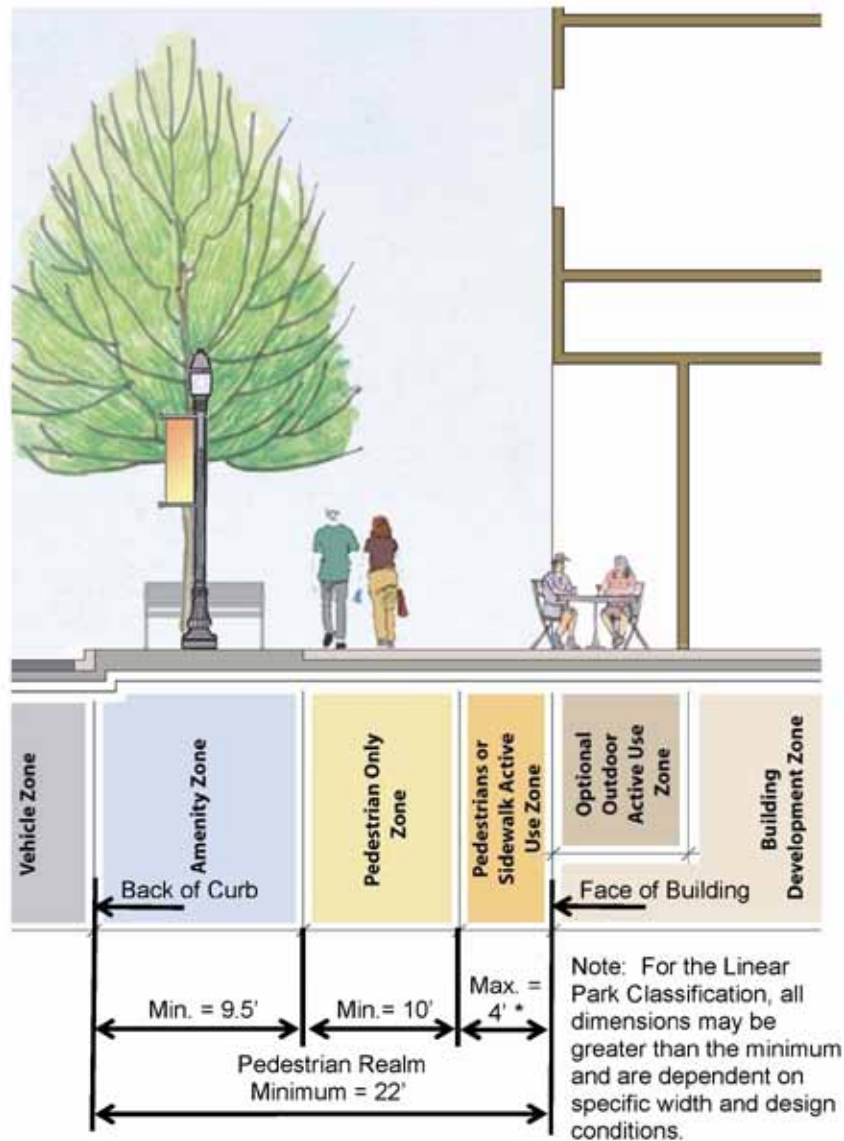 Vehicle Zone
Amenity Zone
Pedestrian Only
Zone
Pedestrians or
Sidewalk Active
Use Zone
Optional
Outdoor
Active Use
Zone
Building
Development Zone
Back of Curb
Face of Building
Min. = 9.5'
Min.= 10'
Max. =
4' *
Pedestrian Realm
Minimum = 22'
Note: For the Linear
Park Classification, all
dimensions may be
greater than the minimum
and are dependent on
specific width and design
conditions.